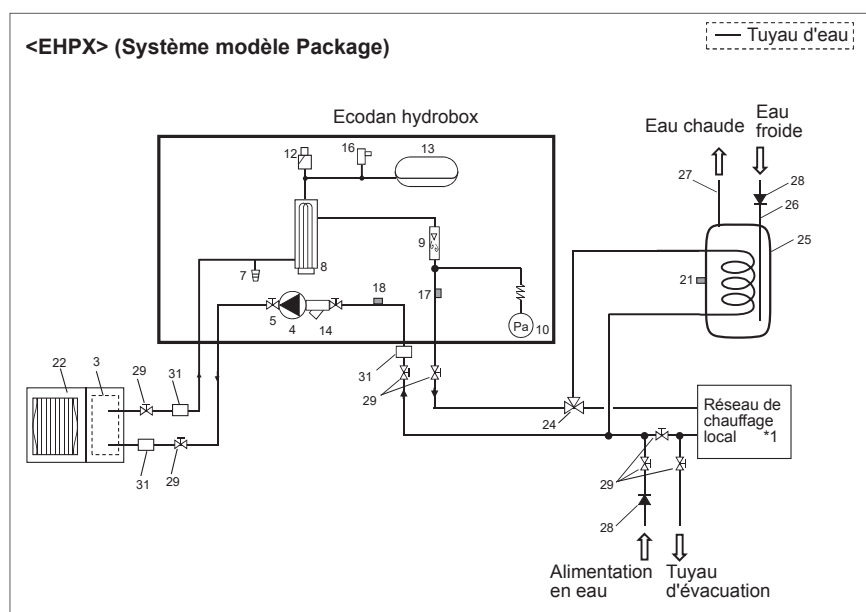 <EHPX> (Système modèle Package)
Tuyau d'eau
Ecodan hydrobox
Eau chaude
Eau
froide
12
16
13
27
28
26
9
25
7
8
21
18
17
5
4
14
Pa
10
22
3
29
31
31
29
24
Réseau de
chauffage
local *1
31
29
29
28
Alimentation
en eau
Tuyau
d'évacuation